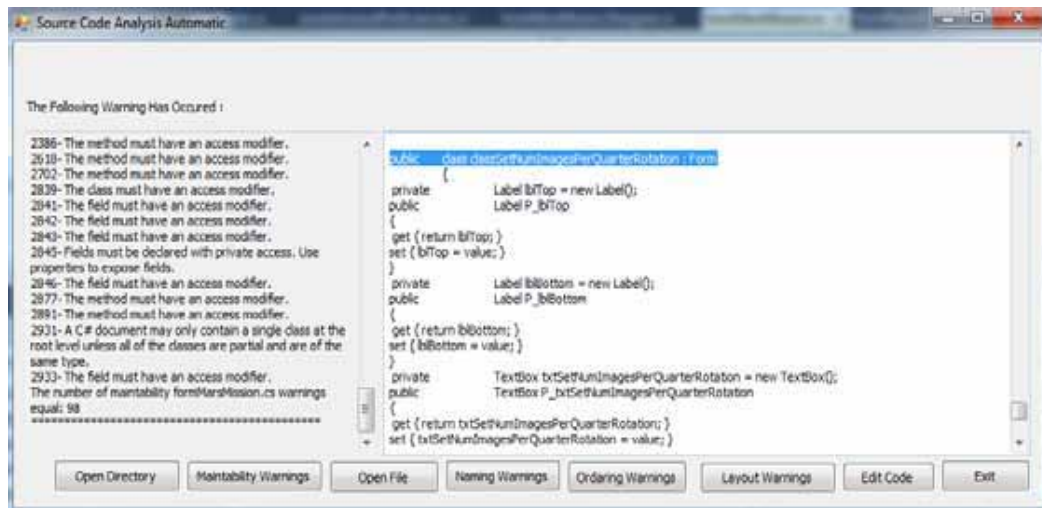 Source Code Analysis Automatic
The Following Warning Has Occured :
2386- The method must have an access modifier.
2618- The method must have an access modifier.
2702- The method must have an access modifier.
2839- The class must have an access modifier.
2841- The field must have an access modifier.
2842- The field must have an access modifier.
2843- The field must have an access modifier.
2845- Fields must be declared with private access. Use
properties to expose fields.
2846- The field must have an access modifier.
2877- The method must have an access modifier.
2891- The method must have an access modifier.
2931- A C# document may only contain a single class at the
root level unless all of the classes are partial and are of the
same type.
2933- The field must have an access modifier.
The number of maintability formMarsMission.cs warnings
equal: 98
************************************************
public class classSetNumImagesPerQuarterRotation : Form
{
private Label lblTop = new Label();
public Label P_lblTop
{
get { return lblTop; }
set { lblTop = value; }
}
private Label lblBottom = new Label();
public Label P_lblBottom
{
get { return lblBottom; }
set { lblBottom = value; }
}
private TextBox txtSetNumImagesPerQuarterRotation = new TextBox();
public TextBox P_txtSetNumImagesPerQuarterRotation
{
get { return txtSetNumImagesPerQuarterRotation; }
set { txtSetNumImagesPerQuarterRotation = value; }
Open Directory
Maintability Warnings
Open File
Naming Warnings
Ordaring Warnings
Layout Warnings
Edit Code
Exit